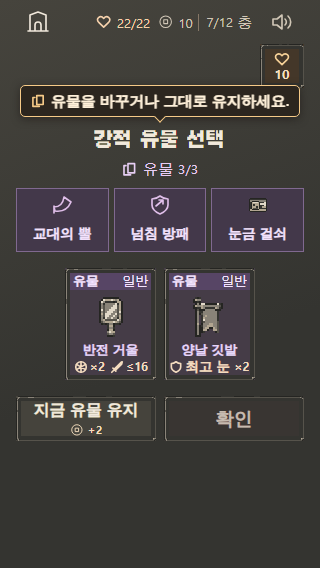 22/22 10 7/12 층
10
유물을 바꾸거나 그대로 유지하세요.
강적 유물 선택
유물 3/3
교대의 뿔 넘침 방패 눈금 걸쇠
유물 일반 유물 일반
반전 거울 양날 깃발
×2 ≤16 최고 눈 ×2
지금 유물 유지 확인
+2